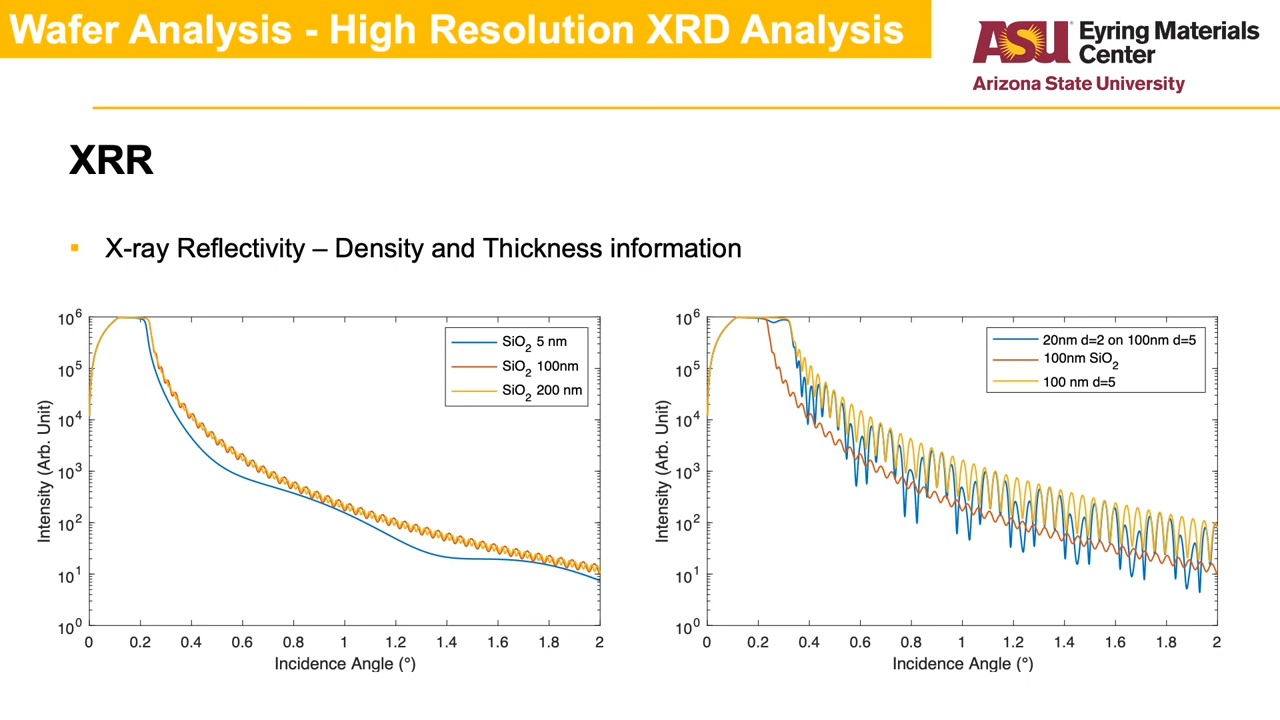 Wafer Analysis - High Resolution XRD Analysis
ASU Eyring Materials
Center
Arizona State University
XRR
▪ X-ray Reflectivity – Density and Thickness information
10^6
10^5
10^4
10^3
10^2
10^1
10^0
Intensity (Arb. Unit)
SiO2 5 nm
SiO2 100nm
SiO2 200 nm
0 0.2 0.4 0.6 0.8 1 1.2 1.4 1.6 1.8 2
Incidence Angle (°)
10^6
10^5
10^4
10^3
10^2
10^1
10^0
Intensity (Arb. Unit)
20nm d=2 on 100nm d=5
100nm SiO2
100 nm d=5
0 0.2 0.4 0.6 0.8 1 1.2 1.4 1.6 1.8 2
Incidence Angle (°)